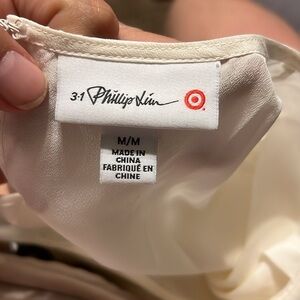 3.1 Phillip Lim
M/M
MADE IN
CHINA
FABRIQUÉ EN
CHINE